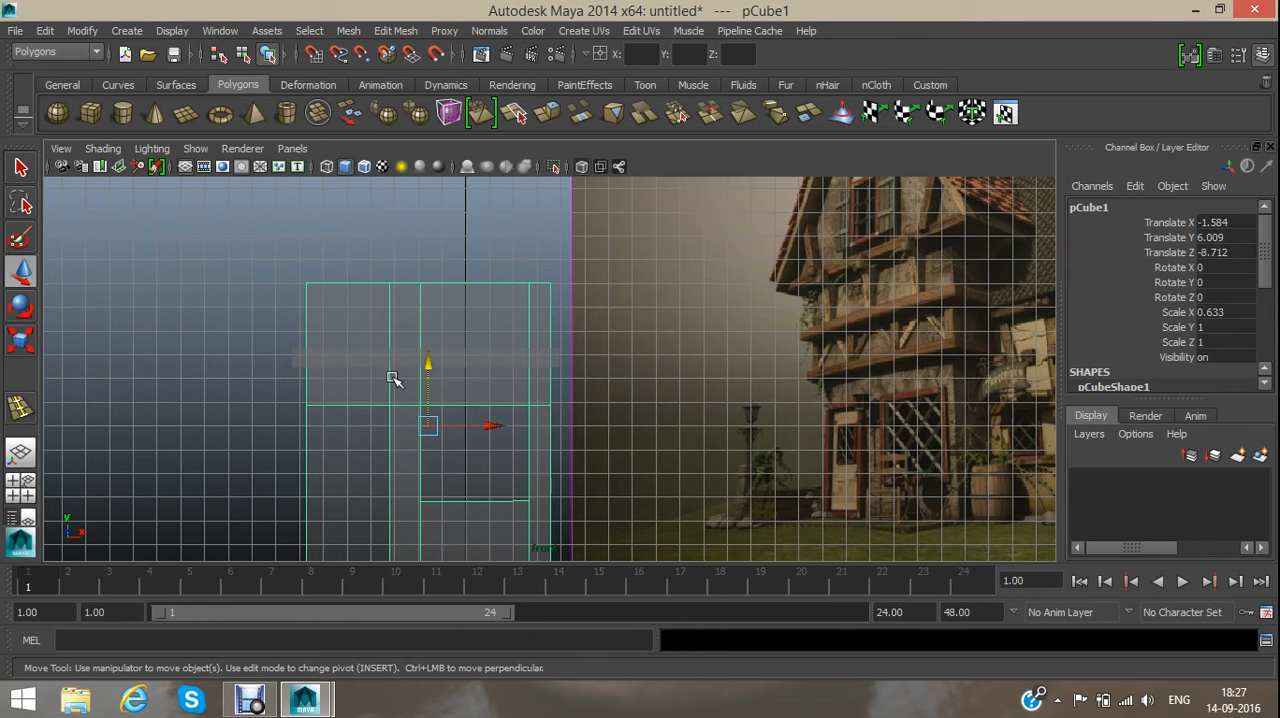 Autodesk Maya 2014 x64: untitled* --- pCube1
File Edit Modify Create Display Window Assets Select Mesh Edit Mesh Proxy Normals Color Create UVs Edit UVs Muscle Pipeline Cache Help
Polygons X: Y: Z:
General Curves Surfaces Polygons Deformation Animation Dynamics Rendering PaintEffects Toon Muscle Fluids Fur nHair nCloth Custom
View Shading Lighting Show Renderer Panels
Channel Box / Layer Editor
Channels Edit Object Show
pCube1
Translate X -1.584
Translate Y 6.009
Translate Z -8.712
Rotate X 0
Rotate Y 0
Rotate Z 0
Scale X 0.633
Scale Y 1
Scale Z 1
Visibility on
SHAPES
pCubeShape1
Display Render Anim
Layers Options Help
y
x
front
1 2 3 4 5 6 7 8 9 10 11 12 13 14 15 16 17 18 19 20 21 22 23 24
1 1.00
1.00 1.00 1 24 24.00 48.00 No Anim Layer No Character Set
MEL
Move Tool: Use manipulator to move object(s). Use edit mode to change pivot (INSERT). Ctrl+LMB to move perpendicular.
ENG
18:27
14-09-2016